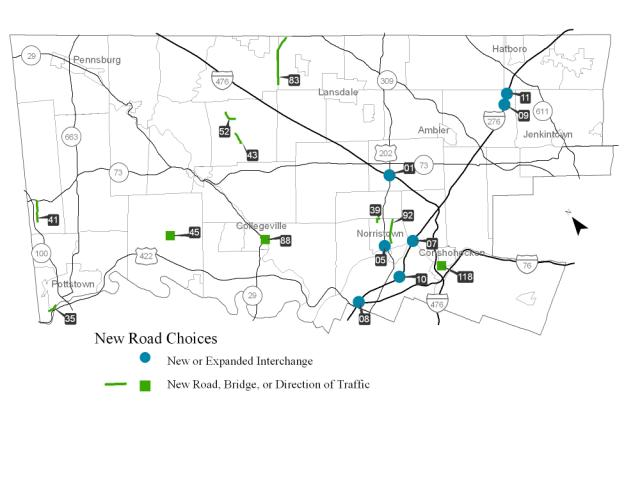 Hatboro
29
Pennsburg
476
83
309
Lansdale
11
09
611
276
52
663
Ambler
Jenkintown
43
202
73
01
73
41
39
92
Collegeville
45
88
Norristown
07
Conshohocken
05
100
422
76
10
118
Pottstown
29
476
35
08
New Road Choices
New or Expanded Interchange
New Road, Bridge, or Direction of Traffic